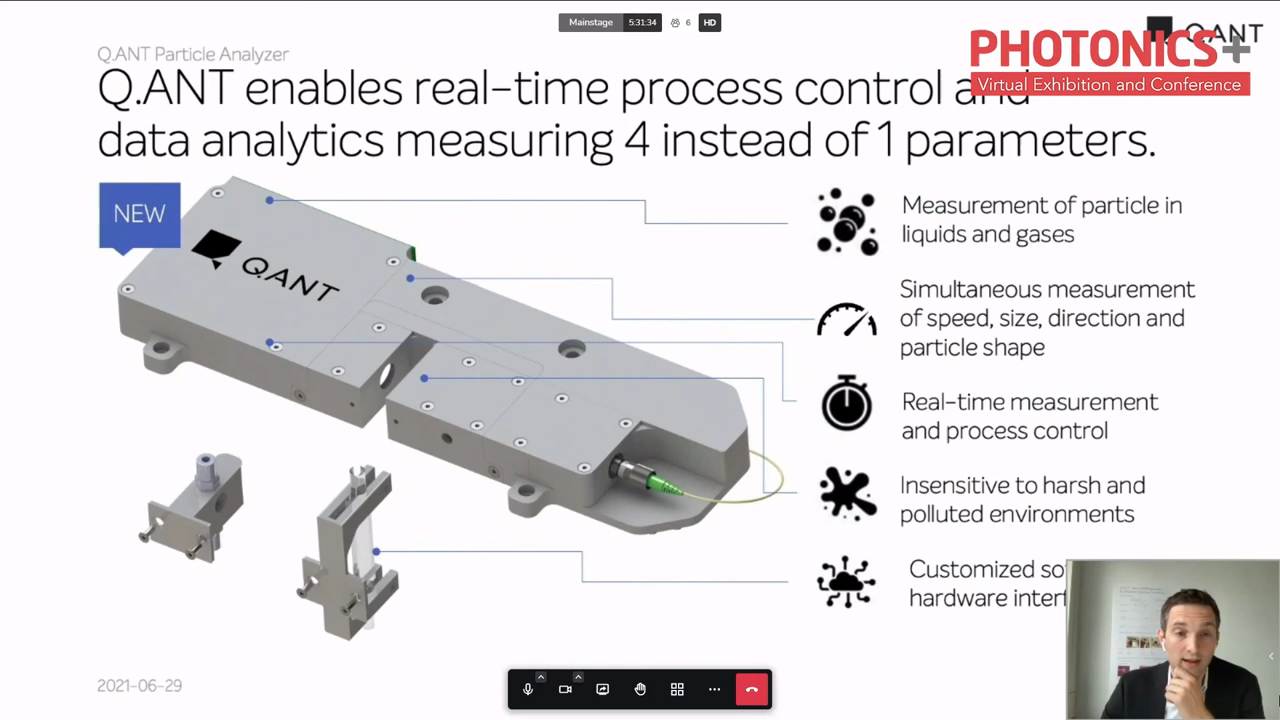 Mainstage 5:31:34 6 HD
Q.ANT
PHOTONICS+
Virtual Exhibition and Conference
Q.ANT Particle Analyzer
Q.ANT enables real-time process control and
data analytics measuring 4 instead of 1 parameters.
NEW
Q.ANT
Measurement of particle in
liquids and gases
Simultaneous measurement
of speed, size, direction and
particle shape
Real-time measurement
and process control
Insensitive to harsh and
polluted environments
Customized
hardware
2021-06-29